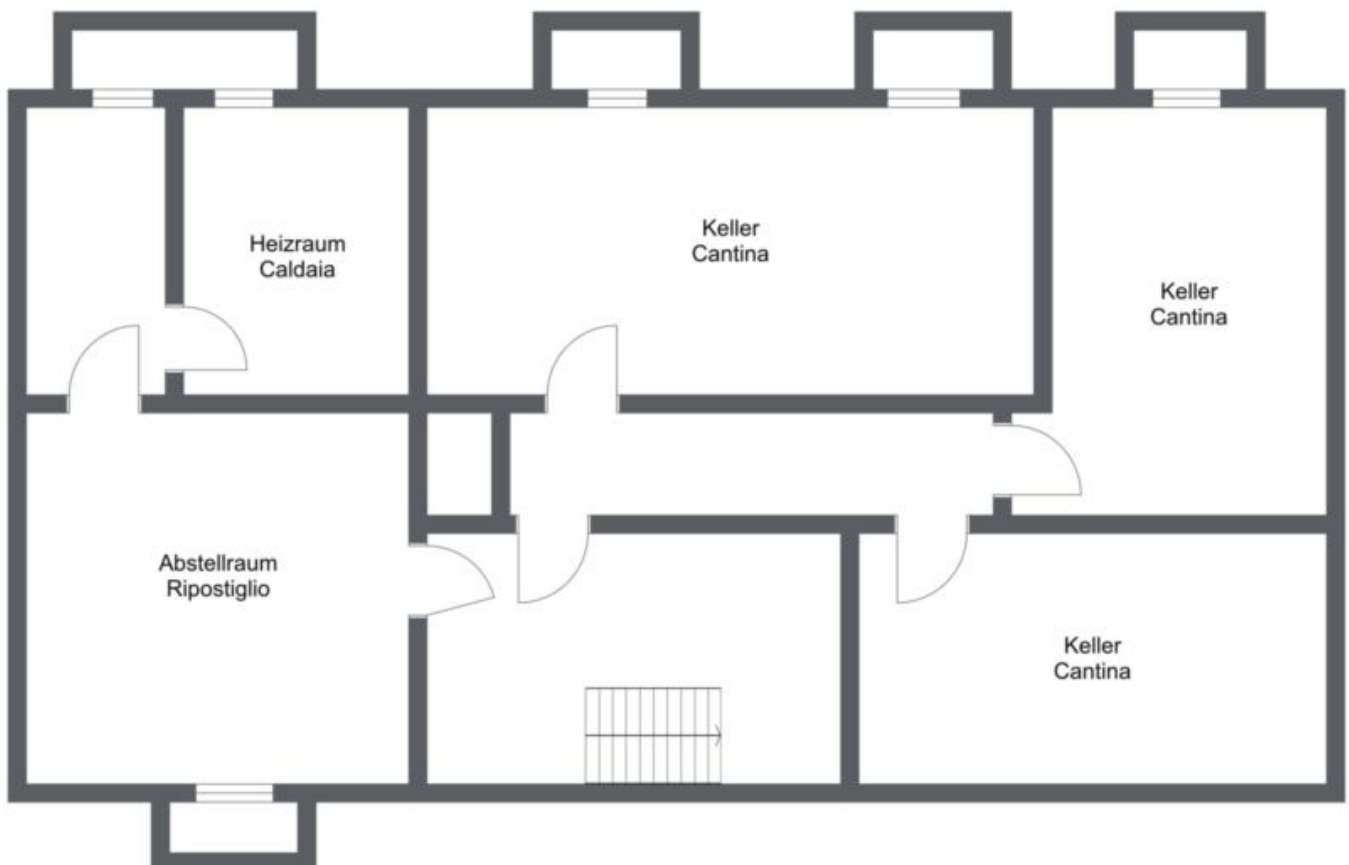 Heizraum
Caldaia
Keller
Cantina
Keller
Cantina
Abstellraum
Ripostiglio
Keller
Cantina